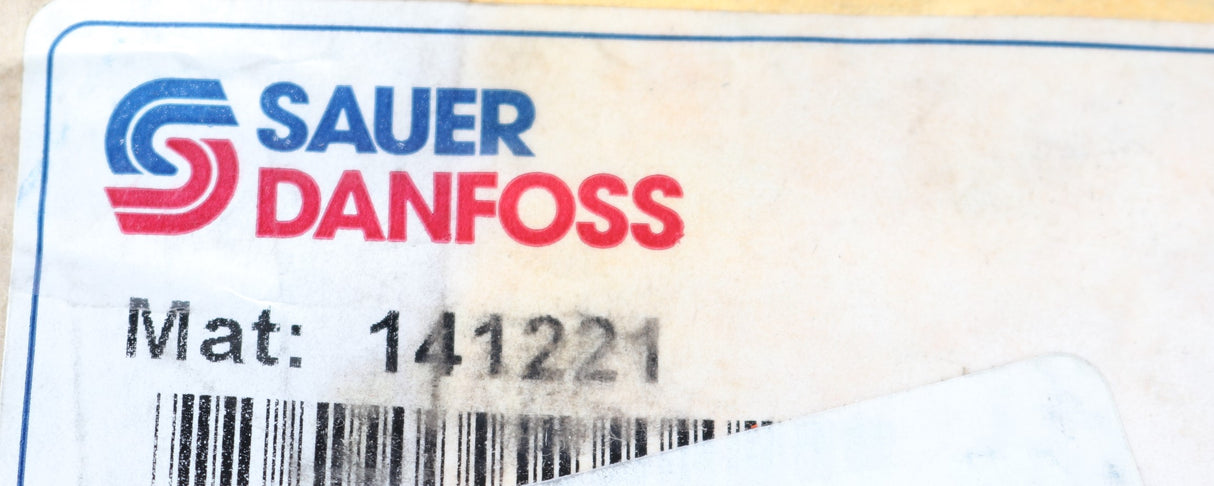 SAUER
DANFOSS
Mat: 141221